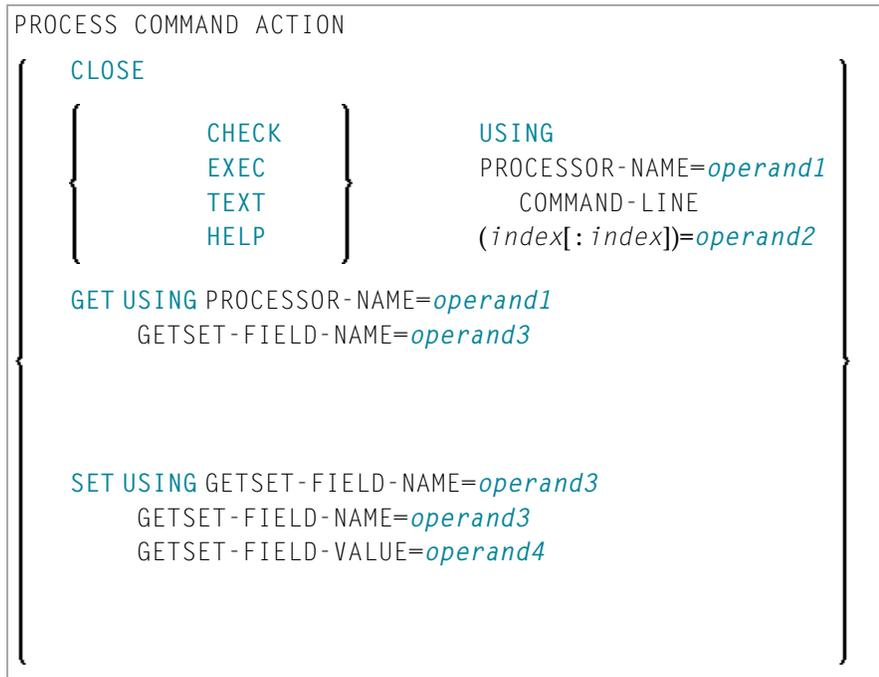 PROCESS COMMAND ACTION
CLOSE
CHECK USING
EXEC PROCESSOR-NAME=operand1
TEXT COMMAND-LINE
HELP (index[:index])=operand2
GET USING PROCESSOR-NAME=operand1
GETSET-FIELD-NAME=operand3
SET USING GETSET-FIELD-NAME=operand3
GETSET-FIELD-NAME=operand3
GETSET-FIELD-VALUE=operand4